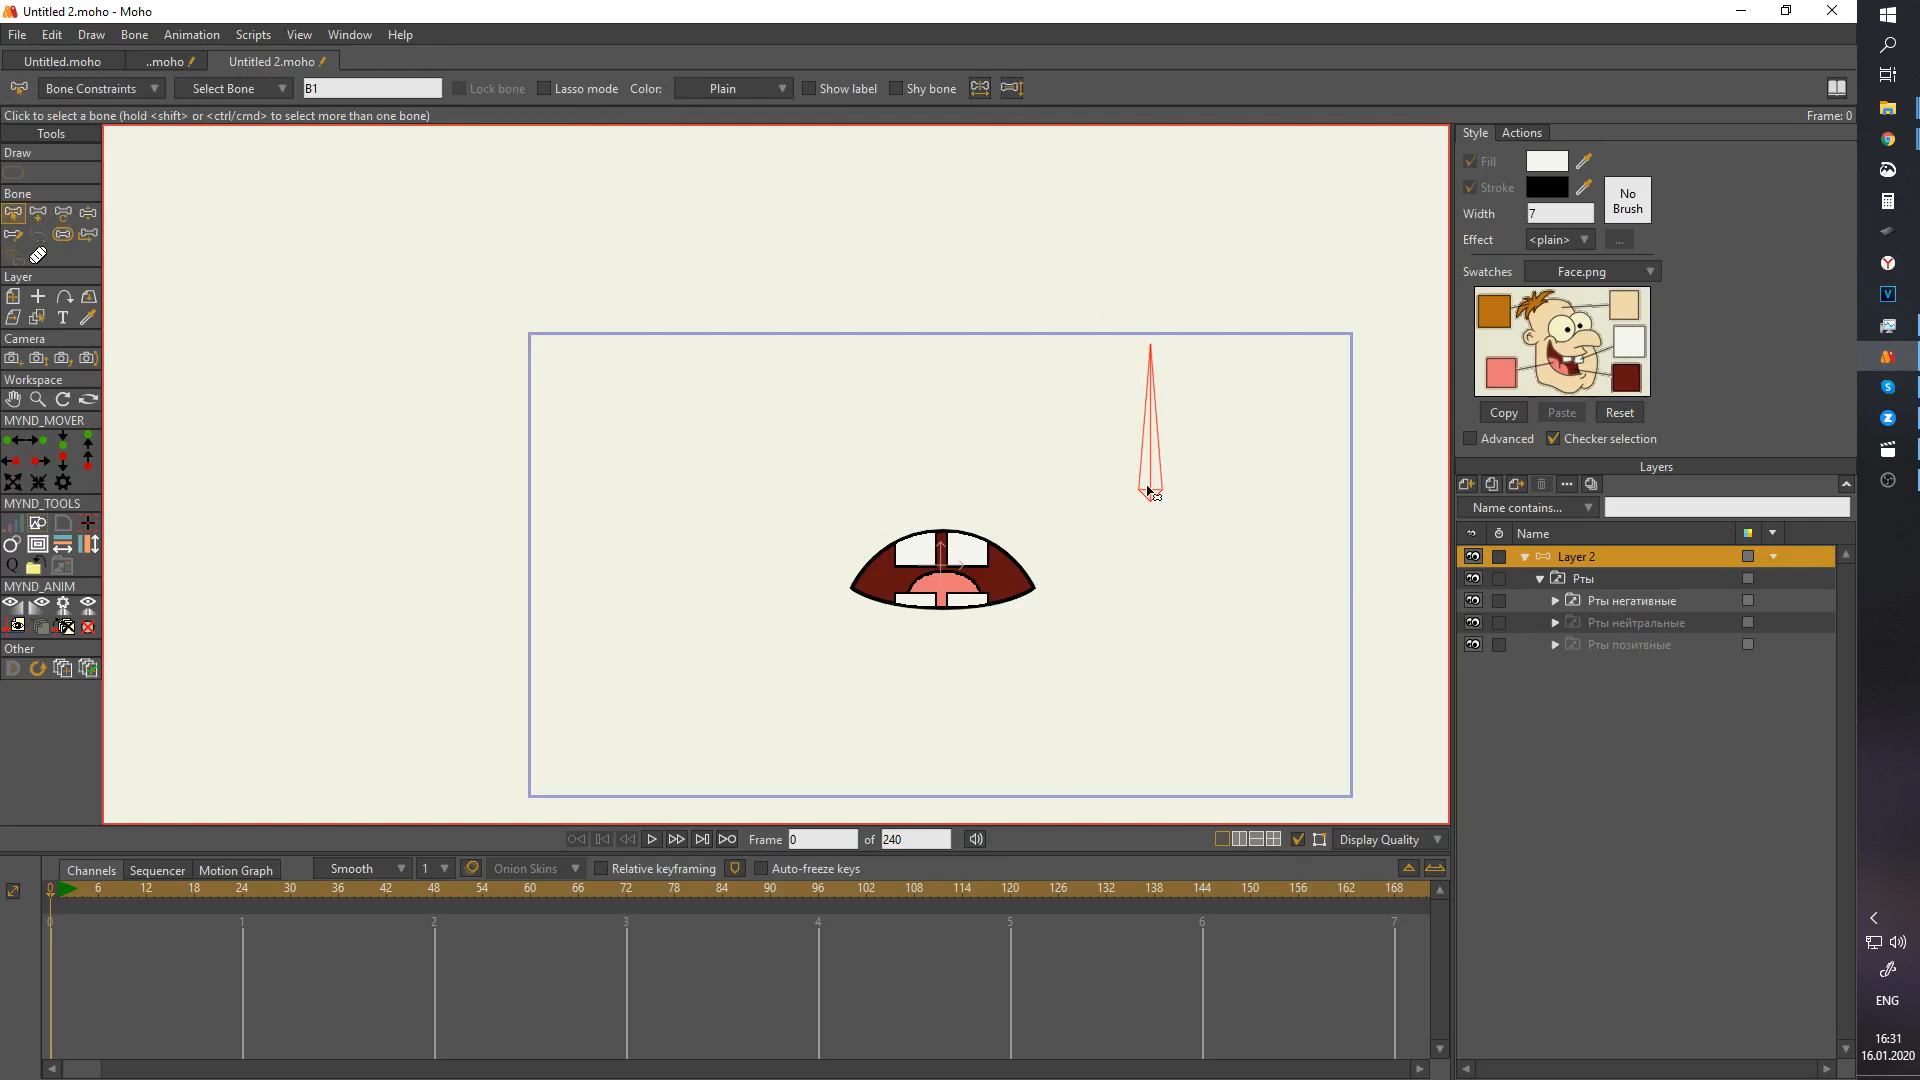 Untitled 2.moho - Moho
File Edit Draw Bone Animation Scripts View Window Help
Untitled.moho ..moho Untitled 2.moho
Bone Constraints Select Bone B1 Lock bone Lasso mode Color: Plain Show label Shy bone
Click to select a bone (hold <shift> or <ctrl/cmd> to select more than one bone) Frame: 0
Tools
Draw
Bone
Layer
T
Camera
Workspace
MYND_MOVER
MYND_TOOLS
Q
MYND_ANIM
Other
D
Style Actions
Fill
Stroke
No
Brush
Width 7
Effect <plain> ...
Swatches Face.png
Copy Paste Reset
Advanced Checker selection
Layers
Name contains...
Name
Layer 2
Рты
Рты негативные
Рты нейтральные
Рты позитвные
Frame 0 of 240 Display Quality
Channels Sequencer Motion Graph Smooth 1 Onion Skins Relative keyframing Auto-freeze keys
0 6 12 18 24 30 36 42 48 54 60 66 72 78 84 90 96 102 108 114 120 126 132 138 144 150 156 162 168
0 1 2 3 4 5 6 7
Y
V
S
Z
ENG
16:31
16.01.2020